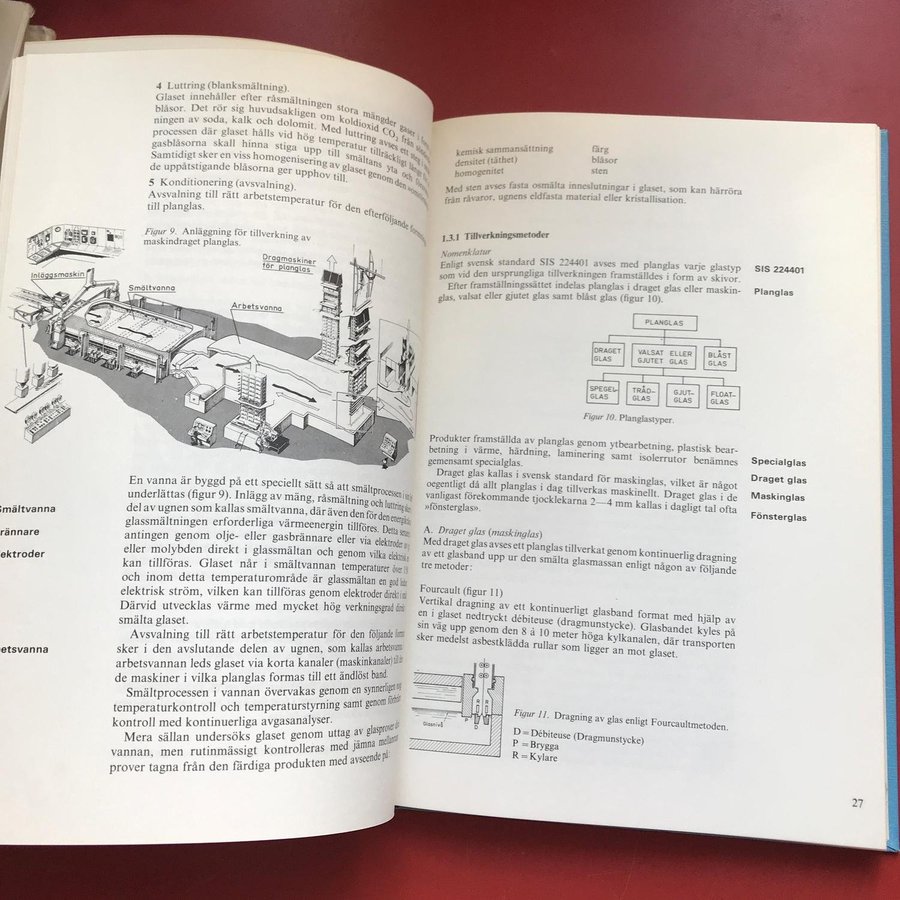 4 Luttring (blanksmältning).
Glaset innehåller efter råsmältningen stora mängder gaser i
blåsor. Det rör sig huvudsakligen om koldioxid CO₂ från
ningen av soda, kalk och dolomit. Med luttring avses ett steg i
processen där glaset hålls vid hög temperatur tillräckligt
gasblåsorna skall hinna stiga upp till smältans yta och
Samtidigt sker en viss homogenisering av glaset genom den
de uppåtstigande blåsorna ger upphov till.
5 Konditionering (avsvalning).
Avsvalning till rätt arbetstemperatur för den efterföljande
till planglas.
Figur 9. Anläggning för tillverkning av
maskindraget planglas.
Dragmaskiner
för planglas
Inläggsmaskin
Smältvanna
Arbetsvanna
En vanna är byggd på ett speciellt sätt så att smältprocessen
underlättas (figur 9). Inlägg av mäng, råsmältning och luttring
del av ugnen som kallas smältvanna, där även den för
glassmältningen erforderliga värmeenergin tillföres. Detta
antingen genom olje- eller gasbrännare eller via elektroder
eller molybden direkt i glassmältan och genom vilka
kan tillföras. Glaset når i smältvannan temperaturer över
och inom detta temperaturområde är glassmältan en god
elektrisk ström, vilken kan tillföras genom elektroder direkt i
Därvid utvecklas värme med mycket hög verkningsgrad
smälta glaset.
Avsvalning till rätt arbetstemperatur för den följande
sker i den avslutande delen av ugnen, som kallas arbetsvanna.
arbetsvannan leds glaset via korta kanaler (maskinkanaler) till
de maskiner i vilka planglas formas till ett ändlöst band.
Smältprocessen i vannan övervakas genom en synnerligen
temperaturkontroll och temperaturstyrning samt genom
kontroll med kontinuerliga avgasanalyser.
Mera sällan undersöks glaset genom uttag av glasprover
vannan, men rutinmässigt kontrolleras med jämna
prover tagna från den färdiga produkten med avseende på:
Smältvanna
rännare
lektroder
betsvanna
kemisk sammansättning färg
densitet (täthet) blåsor
homogenitet sten
Med sten avses fasta osmälta inneslutningar i glaset, som kan härröra
från råvaror, ugnens eldfasta material eller kristallisation.
1.3.1 Tillverkningsmetoder
Nomenklatur
Enligt svensk standard SIS 224401 avses med planglas varje glastyp
som vid den ursprungliga tillverkningen framställdes i form av skivor.
Efter framställningssättet indelas planglas i draget glas eller maskin-
glas, valsat eller gjutet glas samt blåst glas (figur 10).
SIS 224401
Planglas
PLANGLAS
DRAGET
GLAS
VALSAT ELLER
GJUTET GLAS
BLÅST
GLAS
SPEGEL-
GLAS
TRÅD-
GLAS
GJUT-
GLAS
FLOAT-
GLAS
Figur 10. Planglastyper.
Produkter framställda av planglas genom ytbearbetning, plastisk bear-
betning i värme, härdning, laminering samt isolerrutor benämnes
gemensamt specialglas.
Draget glas kallas i svensk standard för maskinglas, vilket är något
oegentligt då allt planglas i dag tillverkas maskinellt. Draget glas i de
vanligast förekommande tjocklekarna 2—4 mm kallas i dagligt tal ofta
»fönsterglas».
Specialglas
Draget glas
Maskinglas
Fönsterglas
A. Draget glas (maskinglas)
Med draget glas avses ett planglas tillverkat genom kontinuerlig dragning
av ett glasband upp ur den smälta glasmassan enligt någon av följande
tre metoder:
Fourcault (figur 11)
Vertikal dragning av ett kontinuerligt glasband format med hjälp av
en i glaset nedtryckt débiteuse (dragmunstycke). Glasbandet kyles på
sin väg upp genom den 8 à 10 meter höga kylkanalen, där transporten
sker medelst asbestklädda rullar som ligger an mot glaset.
R R
P D
Glasnivå
Figur 11. Dragning av glas enligt Fourcaultmetoden.
D = Débiteuse (Dragmunstycke)
P = Brygga
R = Kylare
27